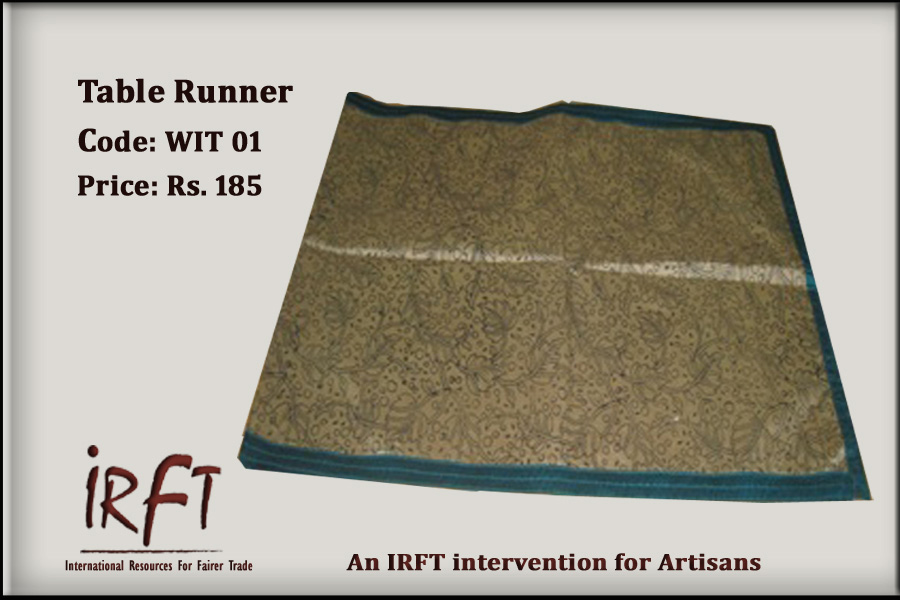 Table Runner
Code: WIT 01
Price: Rs. 185
iRfT
International Resources For Fairer Trade
An IRFT intervention for Artisans